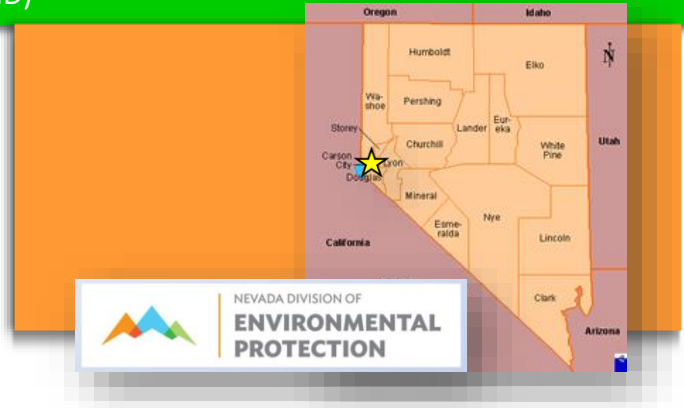 D)
Oregon
Idaho
Humboldt
Elko
N
Wa-
shoe
Pershing
Lander
Eur-
eka
Storey
Churchill
White
Pine
Utah
Carson
City
Lyon
Douglas
Mineral
Esme-
ralda
Nye
Lincoln
California
Clark
Arizona
NEVADA DIVISION OF
ENVIRONMENTAL
PROTECTION